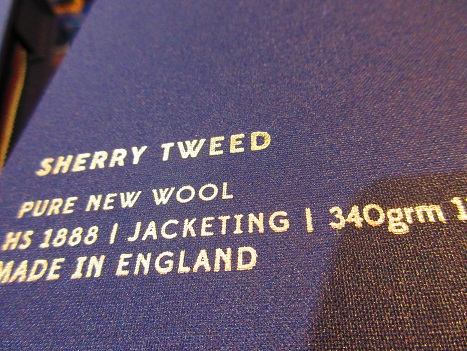 SHERRY TWEED
PURE NEW WOOL
HS 1888 | JACKETING | 340grm
MADE IN ENGLAND